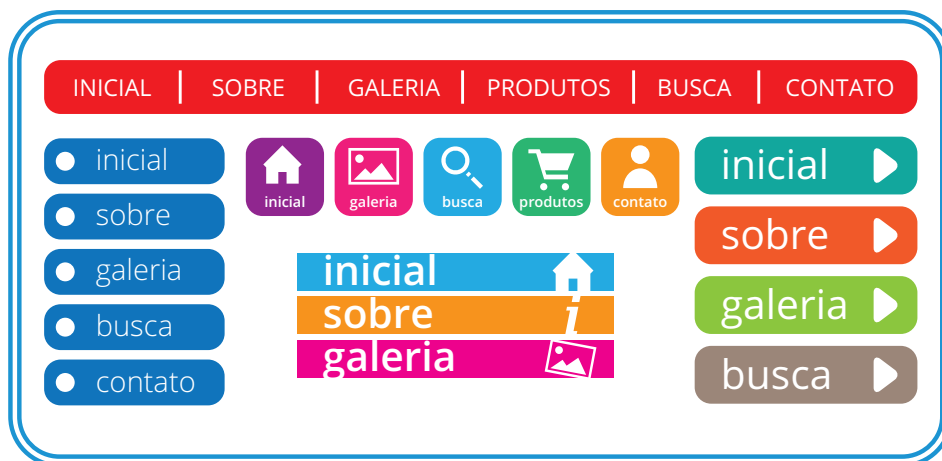 INICIAL SOBRE GALERIA PRODUTOS BUSCA CONTATO
inicial
sobre
galeria
busca
contato
inicial galeria busca produtos contato
inicial
sobre
galeria
inicial
sobre
galeria
busca